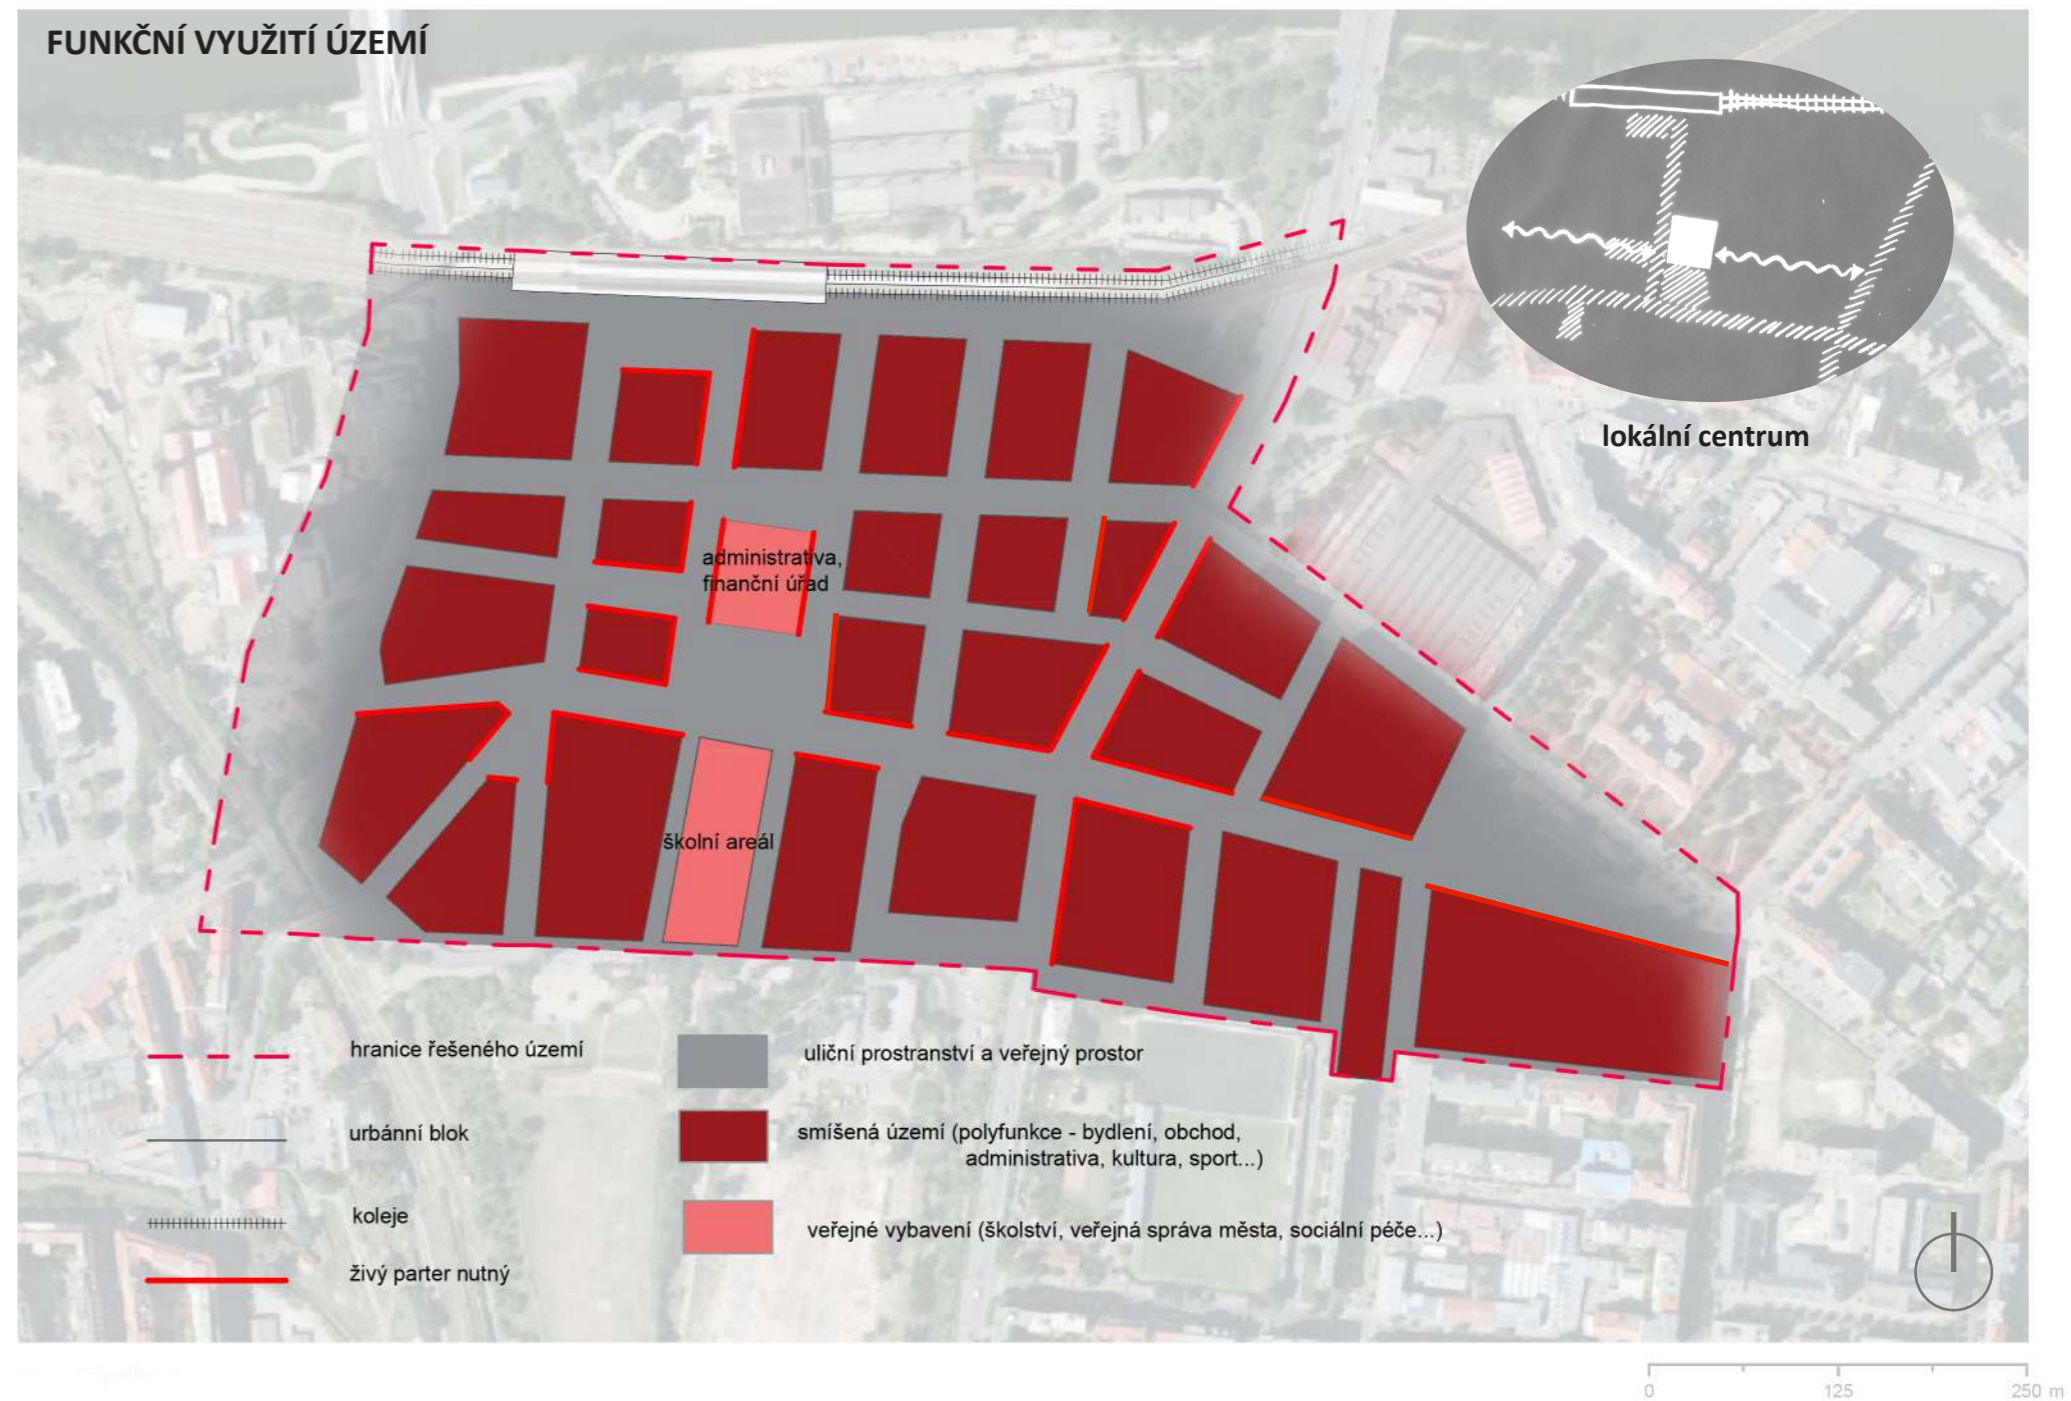 FUNKČNÍ VYUŽITÍ ÚZEMÍ
lokální centrum
administrativa,
finanční úřad
školní areál
hranice řešeného území
urbánní blok
koleje
živý parter nutný
uliční prostranství a veřejný prostor
smíšená území (polyfunkce - bydlení, obchod,
administrativa, kultura, sport...)
veřejné vybavení (školství, veřejná správa města, sociální péče...)
0 125 250 m